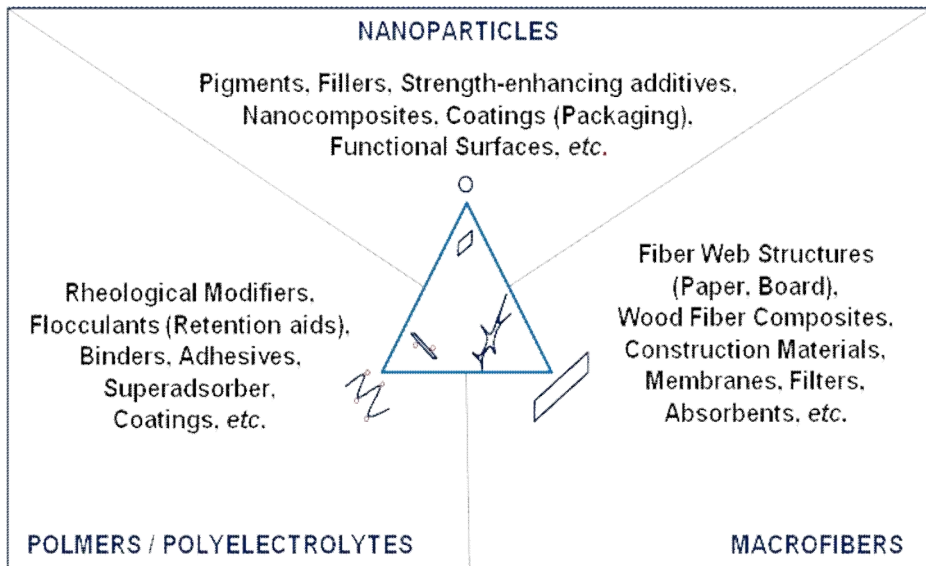 NANOPARTICLES
Pigments, Fillers, Strength-enhancing additives,
Nanocomposites, Coatings (Packaging),
Functional Surfaces, etc.
Rheological Modifiers,
Flocculants (Retention aids),
Binders, Adhesives,
Superadsorber,
Coatings, etc.
Fiber Web Structures
(Paper, Board),
Wood Fiber Composites,
Construction Materials,
Membranes, Filters,
Absorbents, etc.
POLMERS / POLYELECTROLYTES
MACROFIBERS